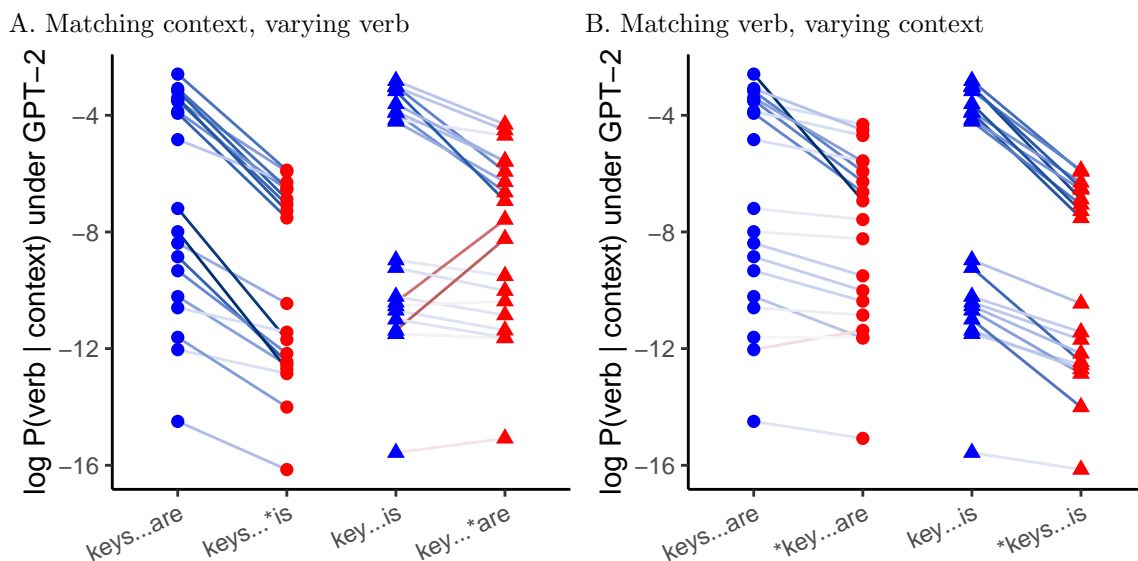 A. Matching context, varying verb
B. Matching verb, varying context
log P(verb | context) under GPT−2
−4
−8
−12
−16
keys...are
keys...*is
key...is
key...*are
log P(verb | context) under GPT−2
−4
−8
−12
−16
keys...are
*key...are
key...is
*keys...is